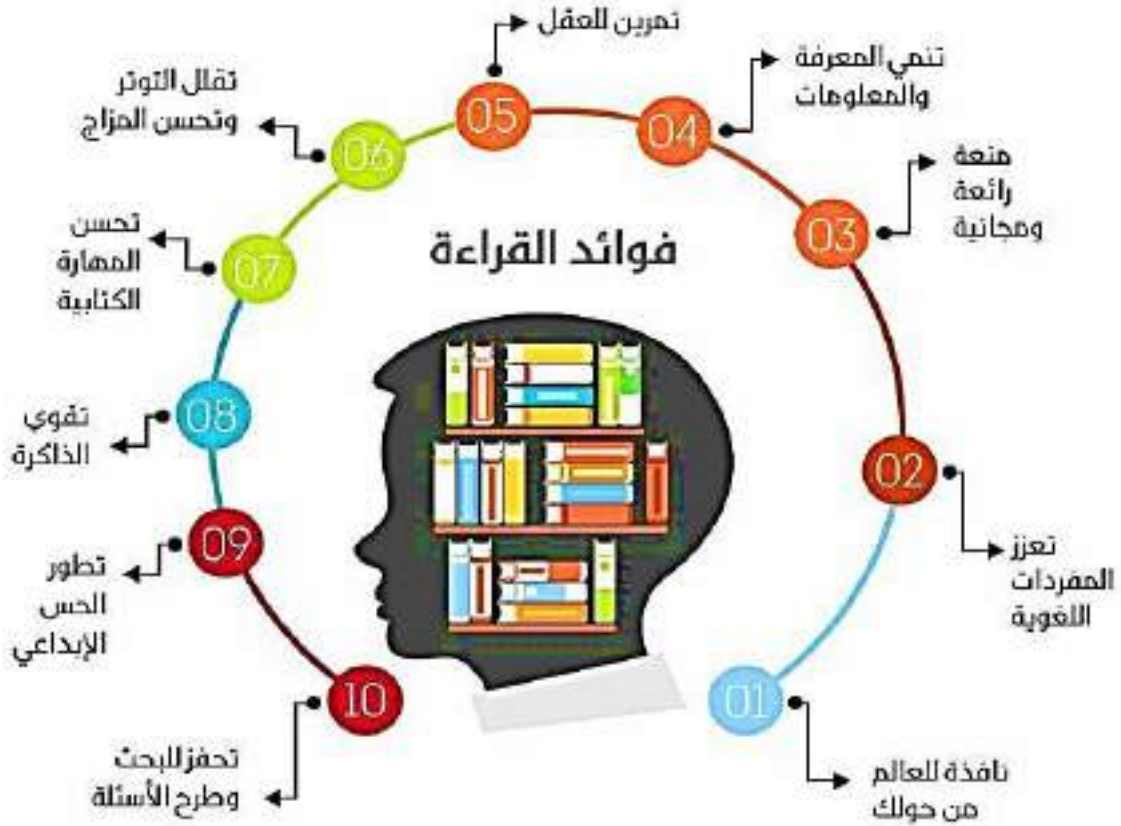 فوائد القراءة
01
نافذة للعالم
من حولك
02
تعزز
المفردات
اللغوية
03
متعة
رائعة
ومجانية
04
تنمي المعرفة
والمعلومات
05
تمرين للعقل
06
تقلل التوتر
وتحسن المزاج
07
تحسن
المهارة
الكتابية
08
تقوي
الذاكرة
09
تطور
الحس
الإبداعي
10
تحفز للبحث
وطرح الأسئلة